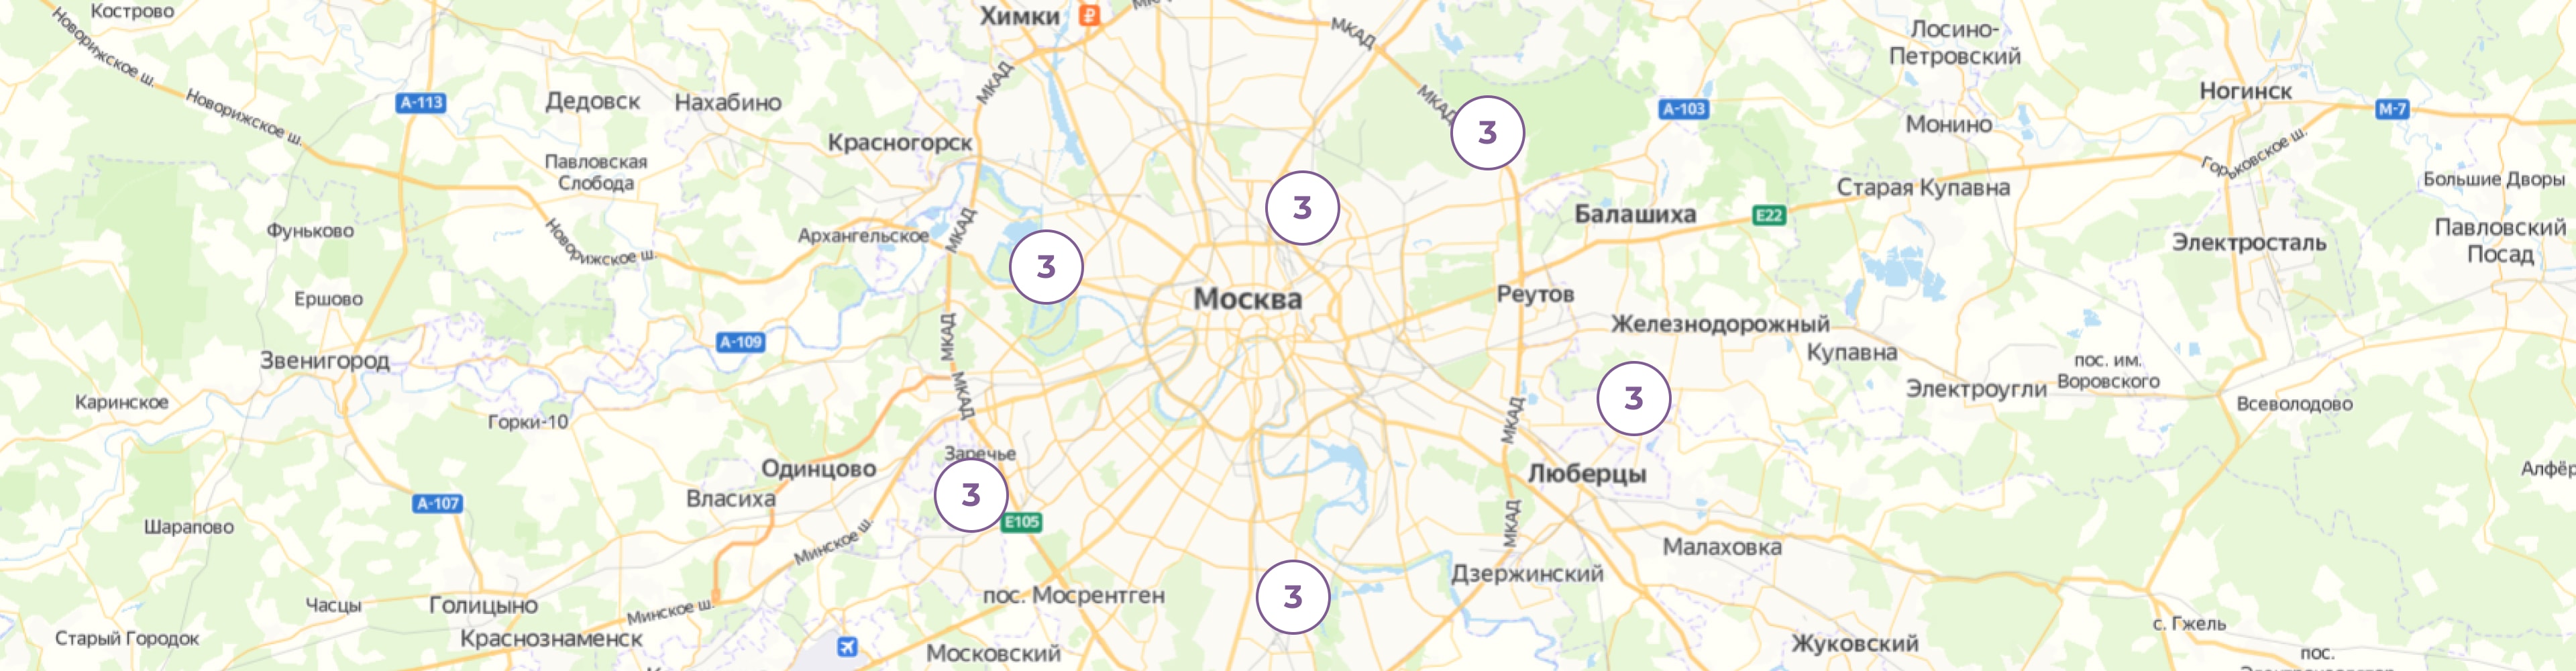 Кострово
Химки
МКАД
Лосино-
Петровский
Новорижское ш.
А-113
Дедовск
Нахабино
МКАД
МКАД
3
А-103
Ногинск
М-7
Новорижское ш.
Красногорск
Монино
Горьковское ш.
Павловская
Слобода
Старая Купавна
Большие Дворы
3
Балашиха
E22
Фуньково
Новорижское ш.
Архангельское
МКАД
3
Электросталь
Павловский
Посад
Ершово
Москва
Реутов
Железнодорожный
А-109
МКАД
Купавна
Звенигород
пос. им.
Воровского
Электроугли
Каринское
Горки-10
МКАД
3
МКАД
Всеволодово
Заречье
Одинцово
Люберцы
Власиха
3
E105
А-107
Шарапово
Минское ш.
МКАД
Малаховка
Дзержинский
Часцы
Голицыно
Минское ш.
пос. Мосрентген
3
Старый Городок
Краснознаменск
Московский
Жуковский
с. Гжель
пос.